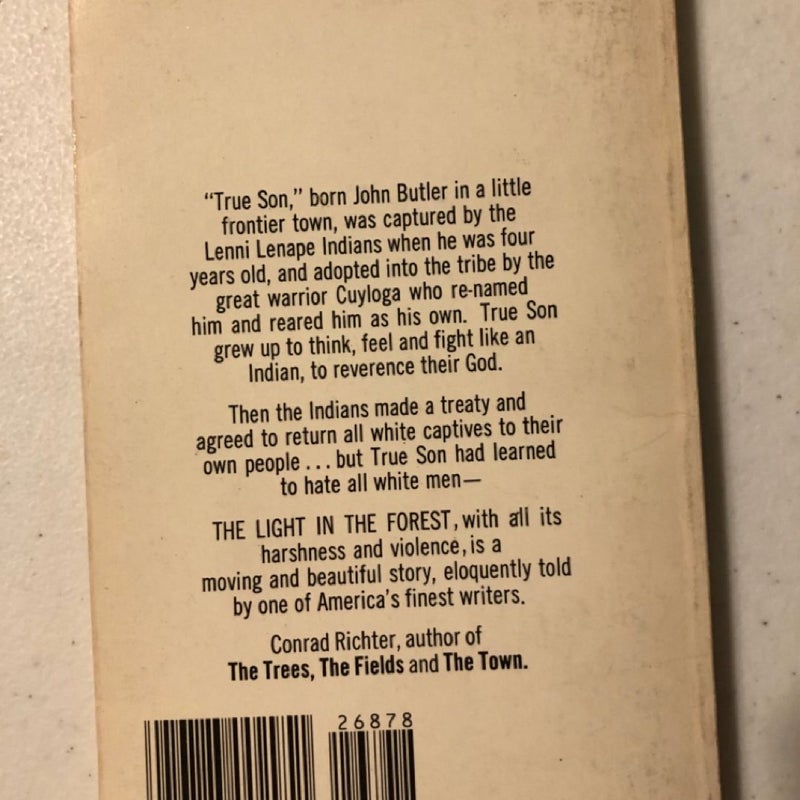 “True Son,” born John Butler in a little
frontier town, was captured by the
Lenni Lenape Indians when he was four
years old, and adopted into the tribe by the
great warrior Cuyloga who re-named
him and reared him as his own. True Son
grew up to think, feel and fight like an
Indian, to reverence their God.
Then the Indians made a treaty and
agreed to return all white captives to their
own people . . . but True Son had learned
to hate all white men—
THE LIGHT IN THE FOREST, with all its
harshness and violence, is a
moving and beautiful story, eloquently told
by one of America’s finest writers.
Conrad Richter, author of
The Trees, The Fields and The Town.
26878